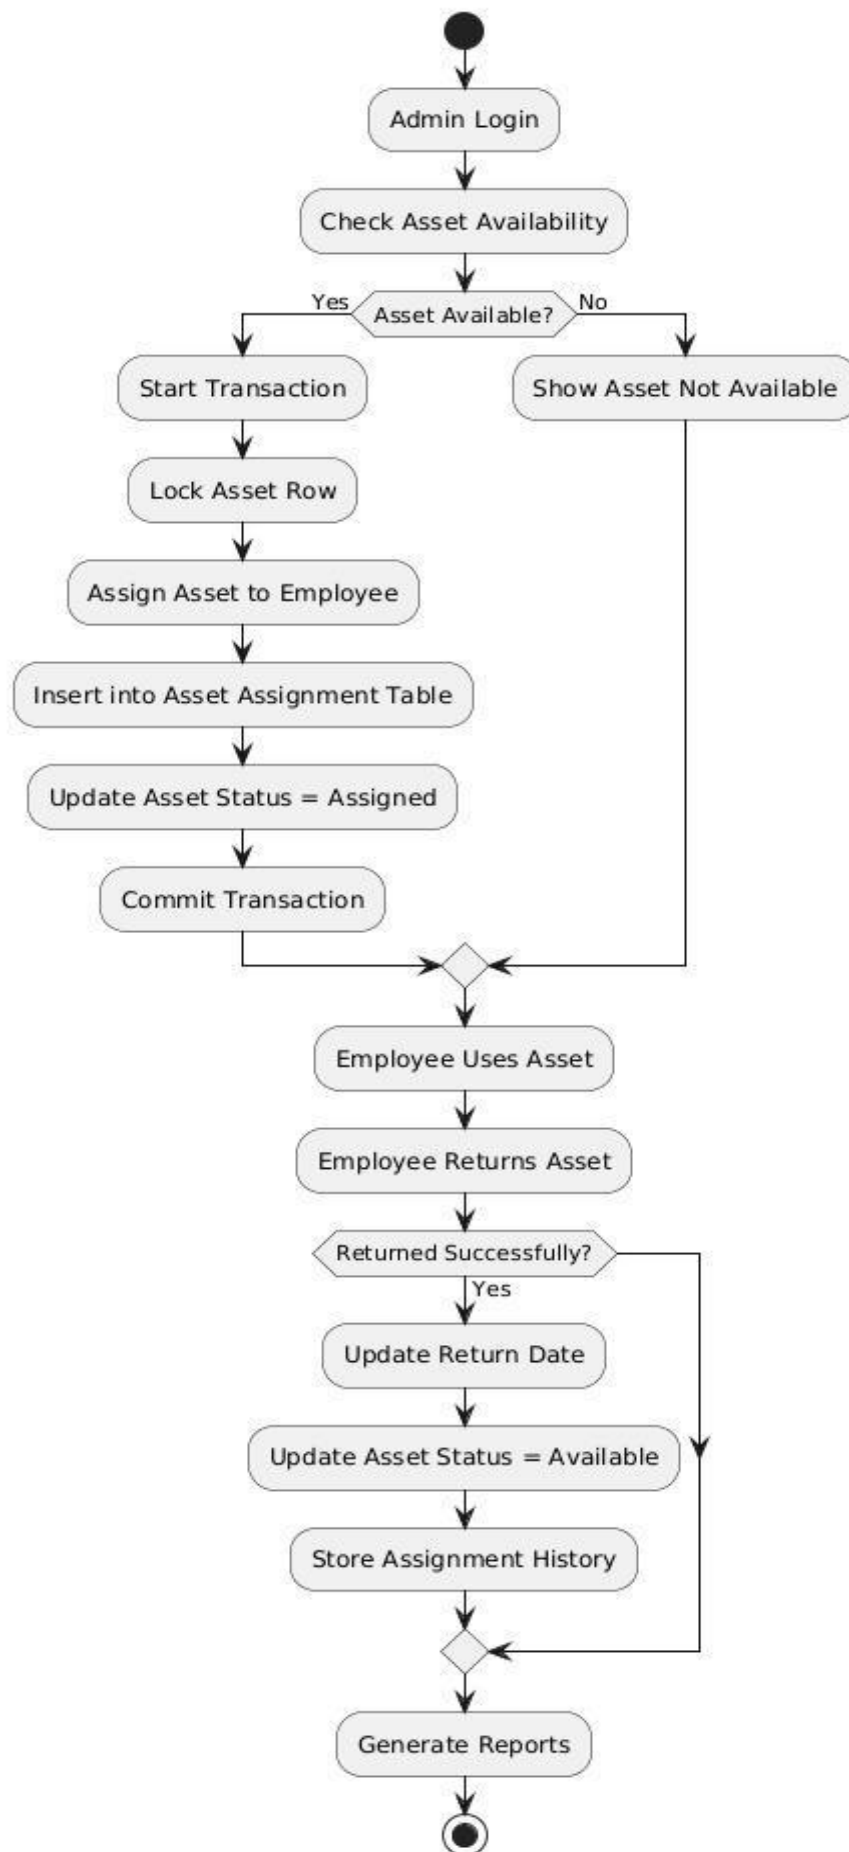 Admin Login
Check Asset Availability
Yes
Asset Available?
No
Start Transaction
Show Asset Not Available
Lock Asset Row
Assign Asset to Employee
Insert into Asset Assignment Table
Update Asset Status = Assigned
Commit Transaction
Employee Uses Asset
Employee Returns Asset
Returned Successfully?
Yes
Update Return Date
Update Asset Status = Available
Store Assignment History
Generate Reports